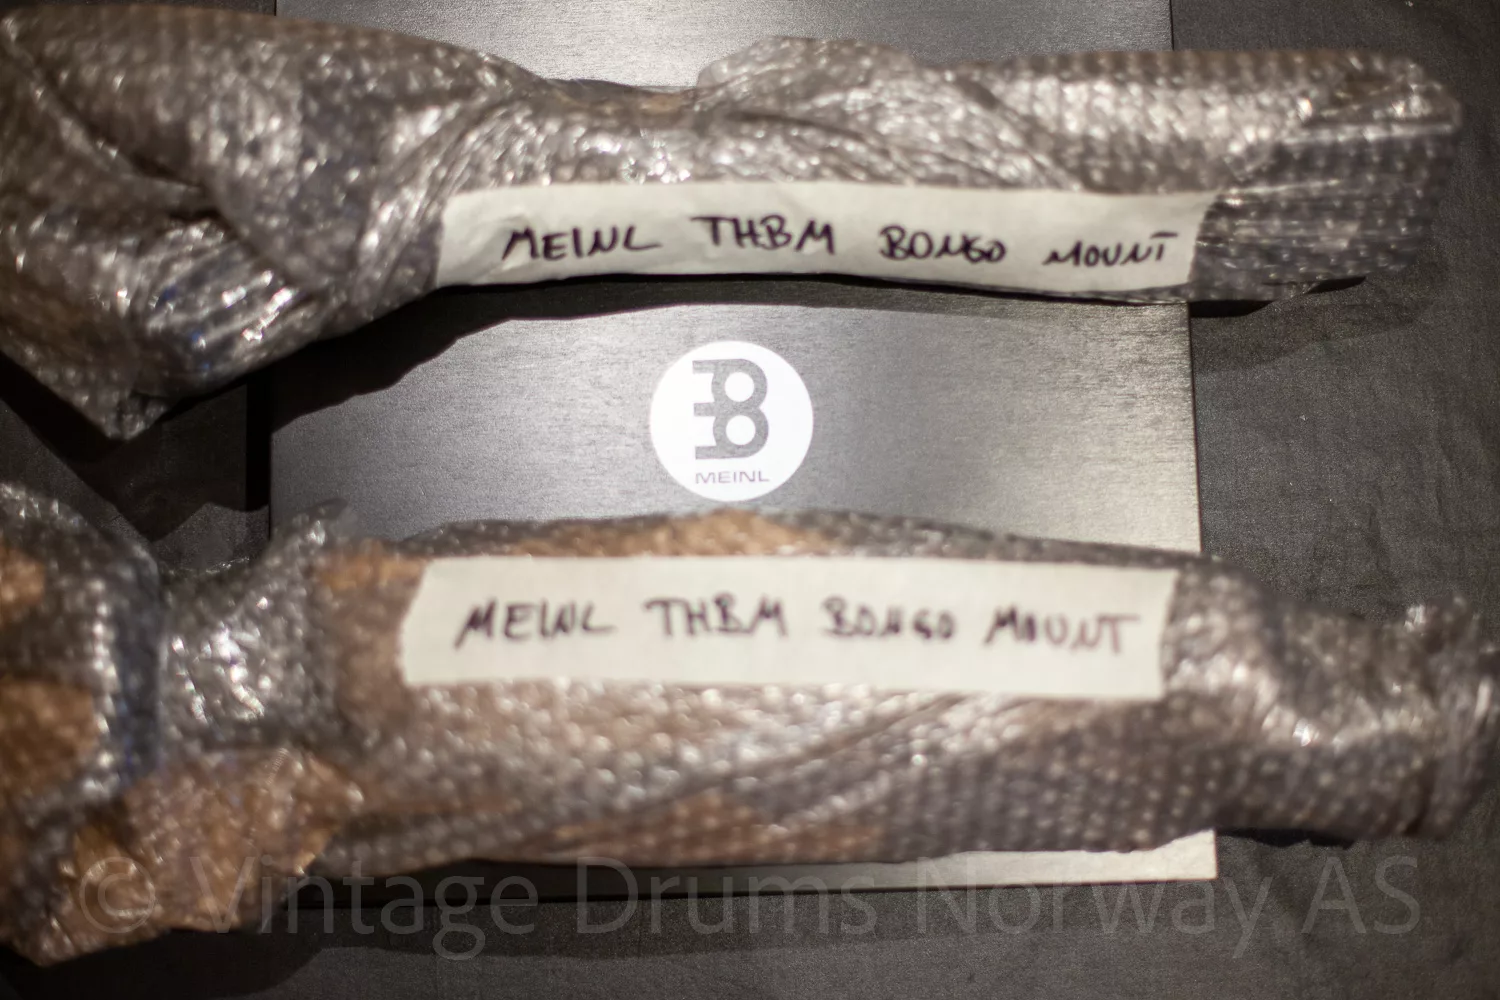 MEINL THBM BONGO MOUNT
MEINL
MEINL THBM BONGO MOUNT
© Vintage Drums Norway AS